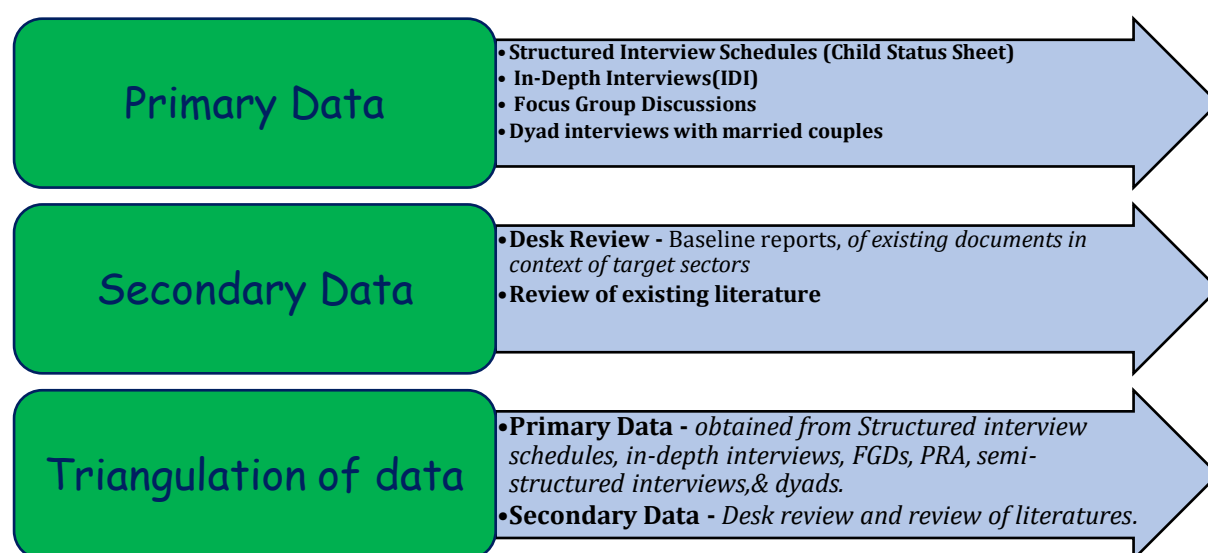 Primary Data
•Structured Interview Schedules (Child Status Sheet)
• In-Depth Interviews(IDI)
• Focus Group Discussions
•Dyad interviews with married couples
Secondary Data
•Desk Review - Baseline reports, of existing documents in
context of target sectors
•Review of existing literature
Triangulation of data
•Primary Data - obtained from Structured interview
schedules, in-depth interviews, FGDs, PRA, semi-
structured interviews,& dyads.
•Secondary Data - Desk review and review of literatures.